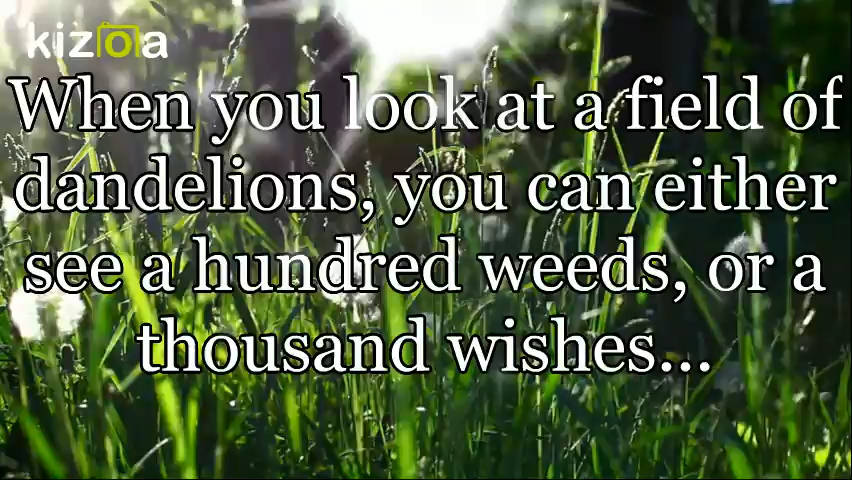 kizoa
When you look at a field of
dandelions, you can either
see a hundred weeds, or a
thousand wishes...